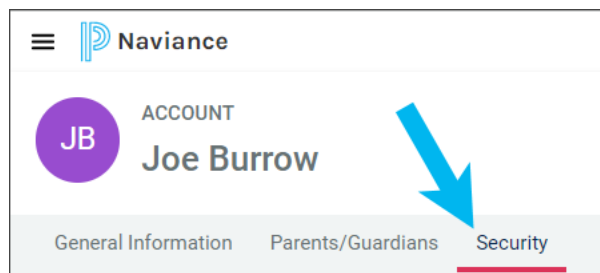 Naviance
JB
ACCOUNT
Joe Burrow
General Information Parents/Guardians Security